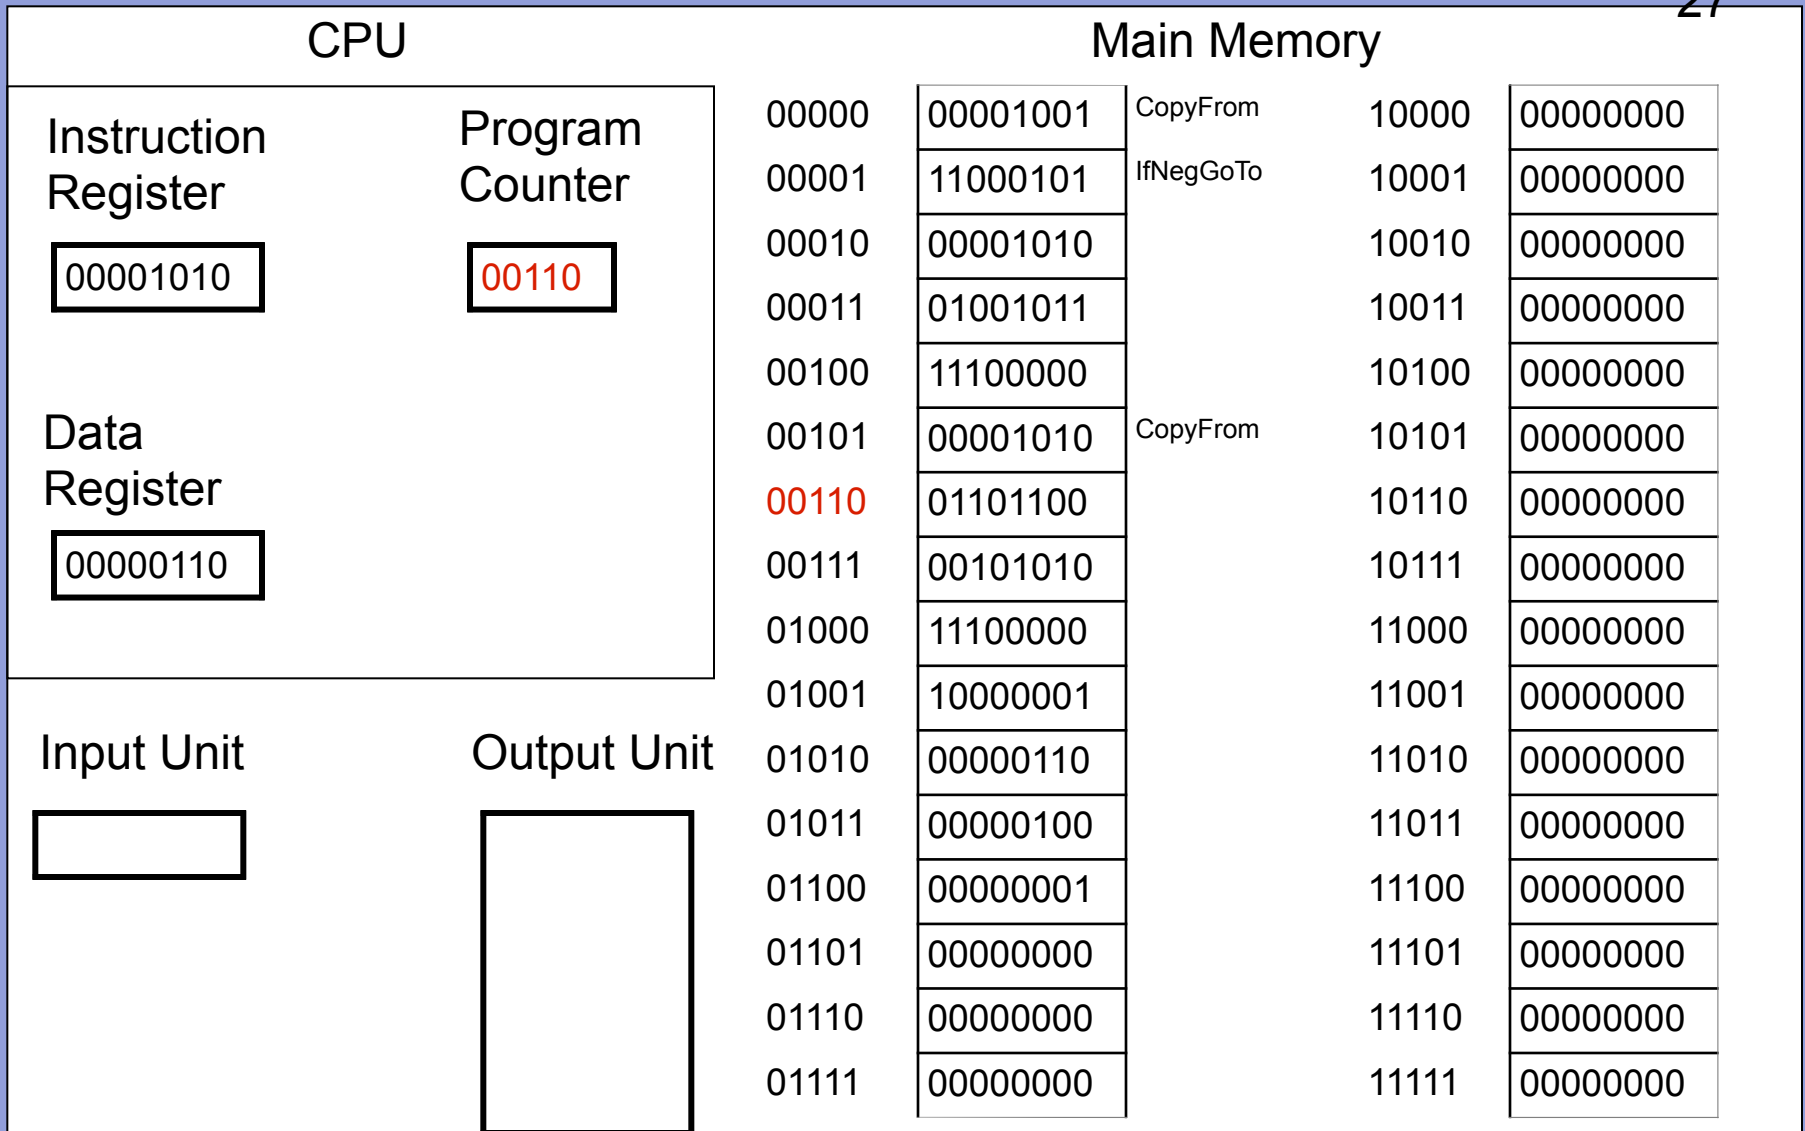 27
CPU
Main Memory
Instruction
Register
Program
Counter
00001010
00110
Data
Register
00000110
Input Unit
Output Unit
00000 00001001 CopyFrom 10000 00000000
00001 11000101 IfNegGoTo 10001 00000000
00010 00001010 10010 00000000
00011 01001011 10011 00000000
00100 11100000 10100 00000000
00101 00001010 CopyFrom 10101 00000000
00110 01101100 10110 00000000
00111 00101010 10111 00000000
01000 11100000 11000 00000000
01001 10000001 11001 00000000
01010 00000110 11010 00000000
01011 00000100 11011 00000000
01100 00000001 11100 00000000
01101 00000000 11101 00000000
01110 00000000 11110 00000000
01111 00000000 11111 00000000